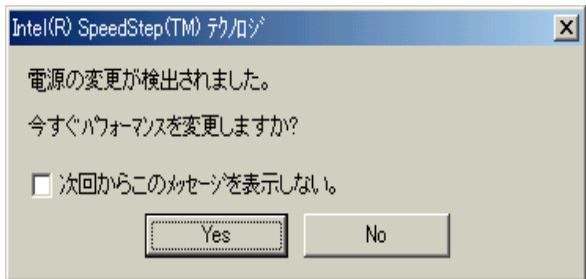 Intel(R) SpeedStep(TM) ﾃｸﾉﾛｼﾞ
電源の変更が検出されました。
今すぐﾊﾟﾌｫｰﾏﾝｽを変更しますか?
次回からこのﾒｯｾｰｼﾞを表示しない。
Yes
No